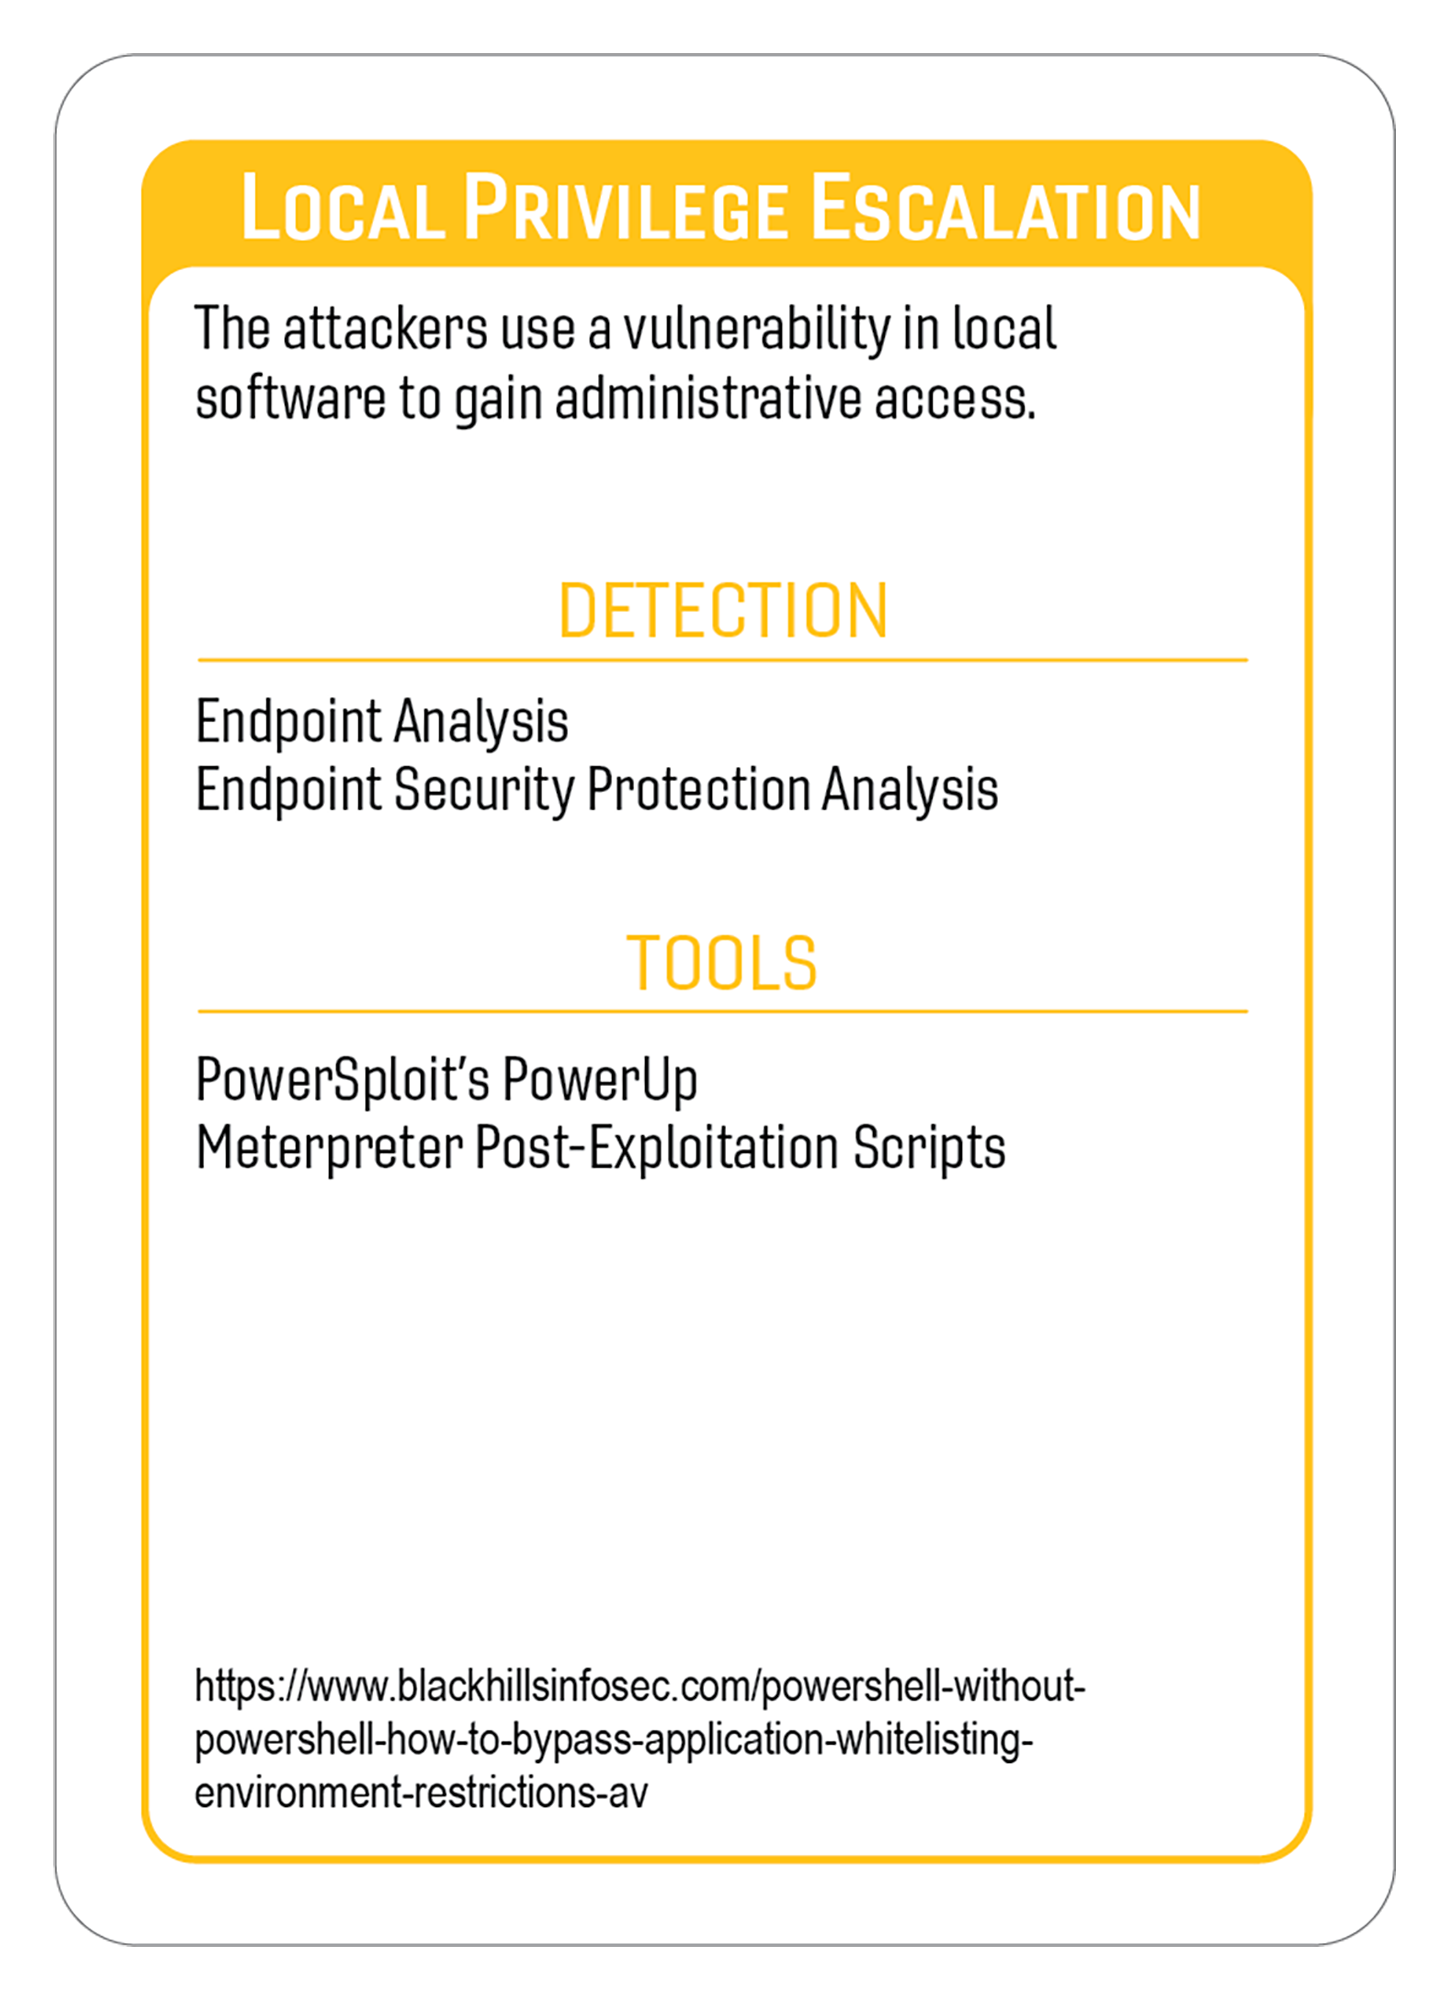 LOCAL PRIVILEGE ESCALATION
The attackers use a vulnerability in local
software to gain administrative access.
DETECTION
Endpoint Analysis
Endpoint Security Protection Analysis
TOOLS
PowerSploit’s PowerUp
Meterpreter Post-Exploitation Scripts
https://www.blackhillsinfosec.com/powershell-without-
powershell-how-to-bypass-application-whitelisting-
environment-restrictions-av